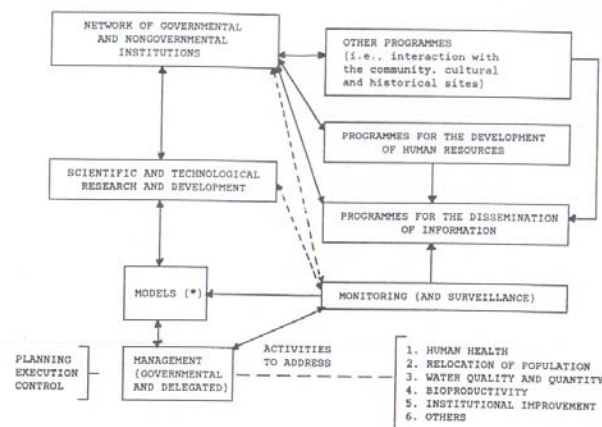 NETWORK OF GOVERNMENTAL
AND NONGOVERNMENTAL
INSTITUTIONS
OTHER PROGRAMMES
(i.e., interaction with
the community. cultural
and historical sites)
PROGRAMMES FOR THE DEVELOPMENT
OF HUMAN RESOURCES
SCIENTIFIC AND TECHNOLOGICAL
RESEARCH AND DEVELOPMENT
PROGRAMMES FOR THE DISSEMINATION
OF INFORMATION
MODELS (*)
MONITORING (AND SURVEILLANCE)
PLANNING
EXECUTION
CONTROL
MANAGEMENT
(GOVERNMENTAL
AND DELEGATED)
ACTIVITIES
TO ADDRESS
1. HUMAN HEALTH
2. RELOCATION OF POPULATION
3. WATER QUALITY AND QUANTITY
4. BIOPRODUCTIVITY
5. INSTITUTIONAL IMPROVEMENT
6. OTHERS